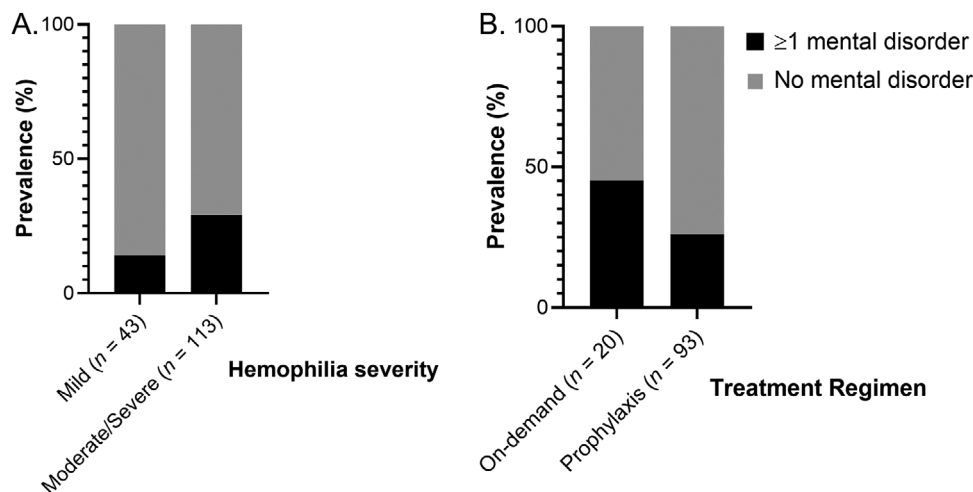 A.
Prevalence (%)
100
50
0
Mild (n = 43)
Moderate/Severe (n = 113)
Hemophilia severity
B.
Prevalence (%)
100
50
0
On-demand (n = 20)
Prophylaxis (n = 93)
Treatment Regimen
≥1 mental disorder
No mental disorder